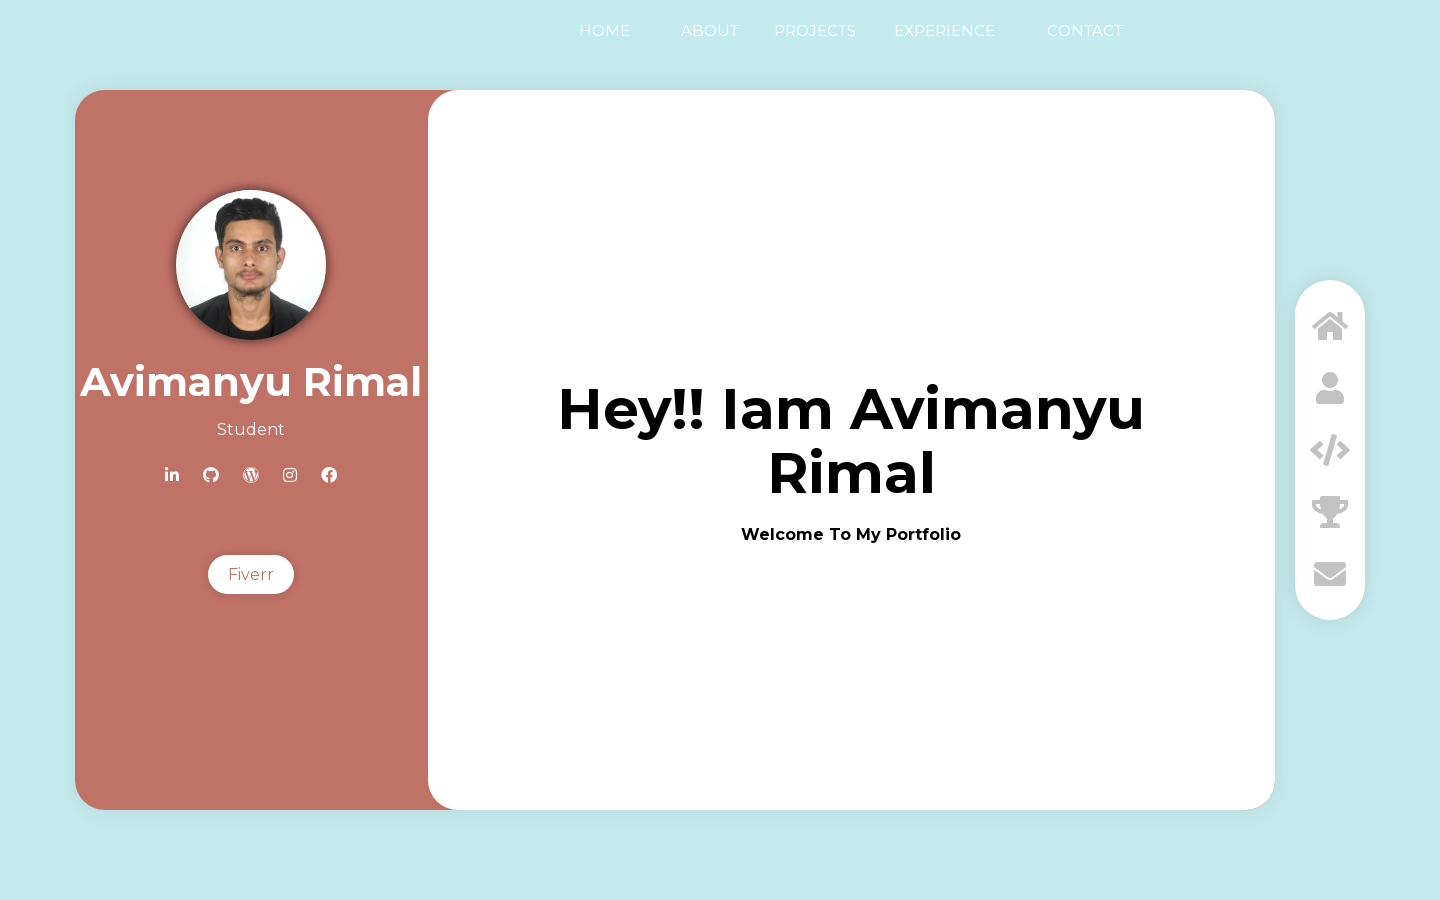 HOME ABOUT PROJECTS EXPERIENCE CONTACT
Avimanyu Rimal
Student
Fiverr
Hey!! Iam Avimanyu
Rimal
Welcome To My Portfolio